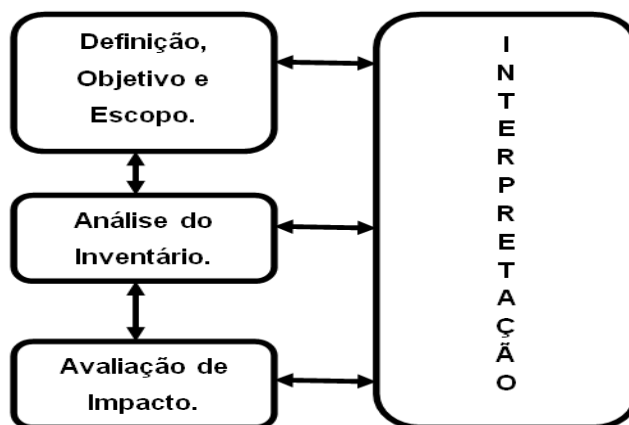 Definição,
Objetivo e
Escopo.
Análise do
Inventário.
Avaliação de
Impacto.
I
N
T
E
R
P
R
E
T
A
Ç
Ã
O